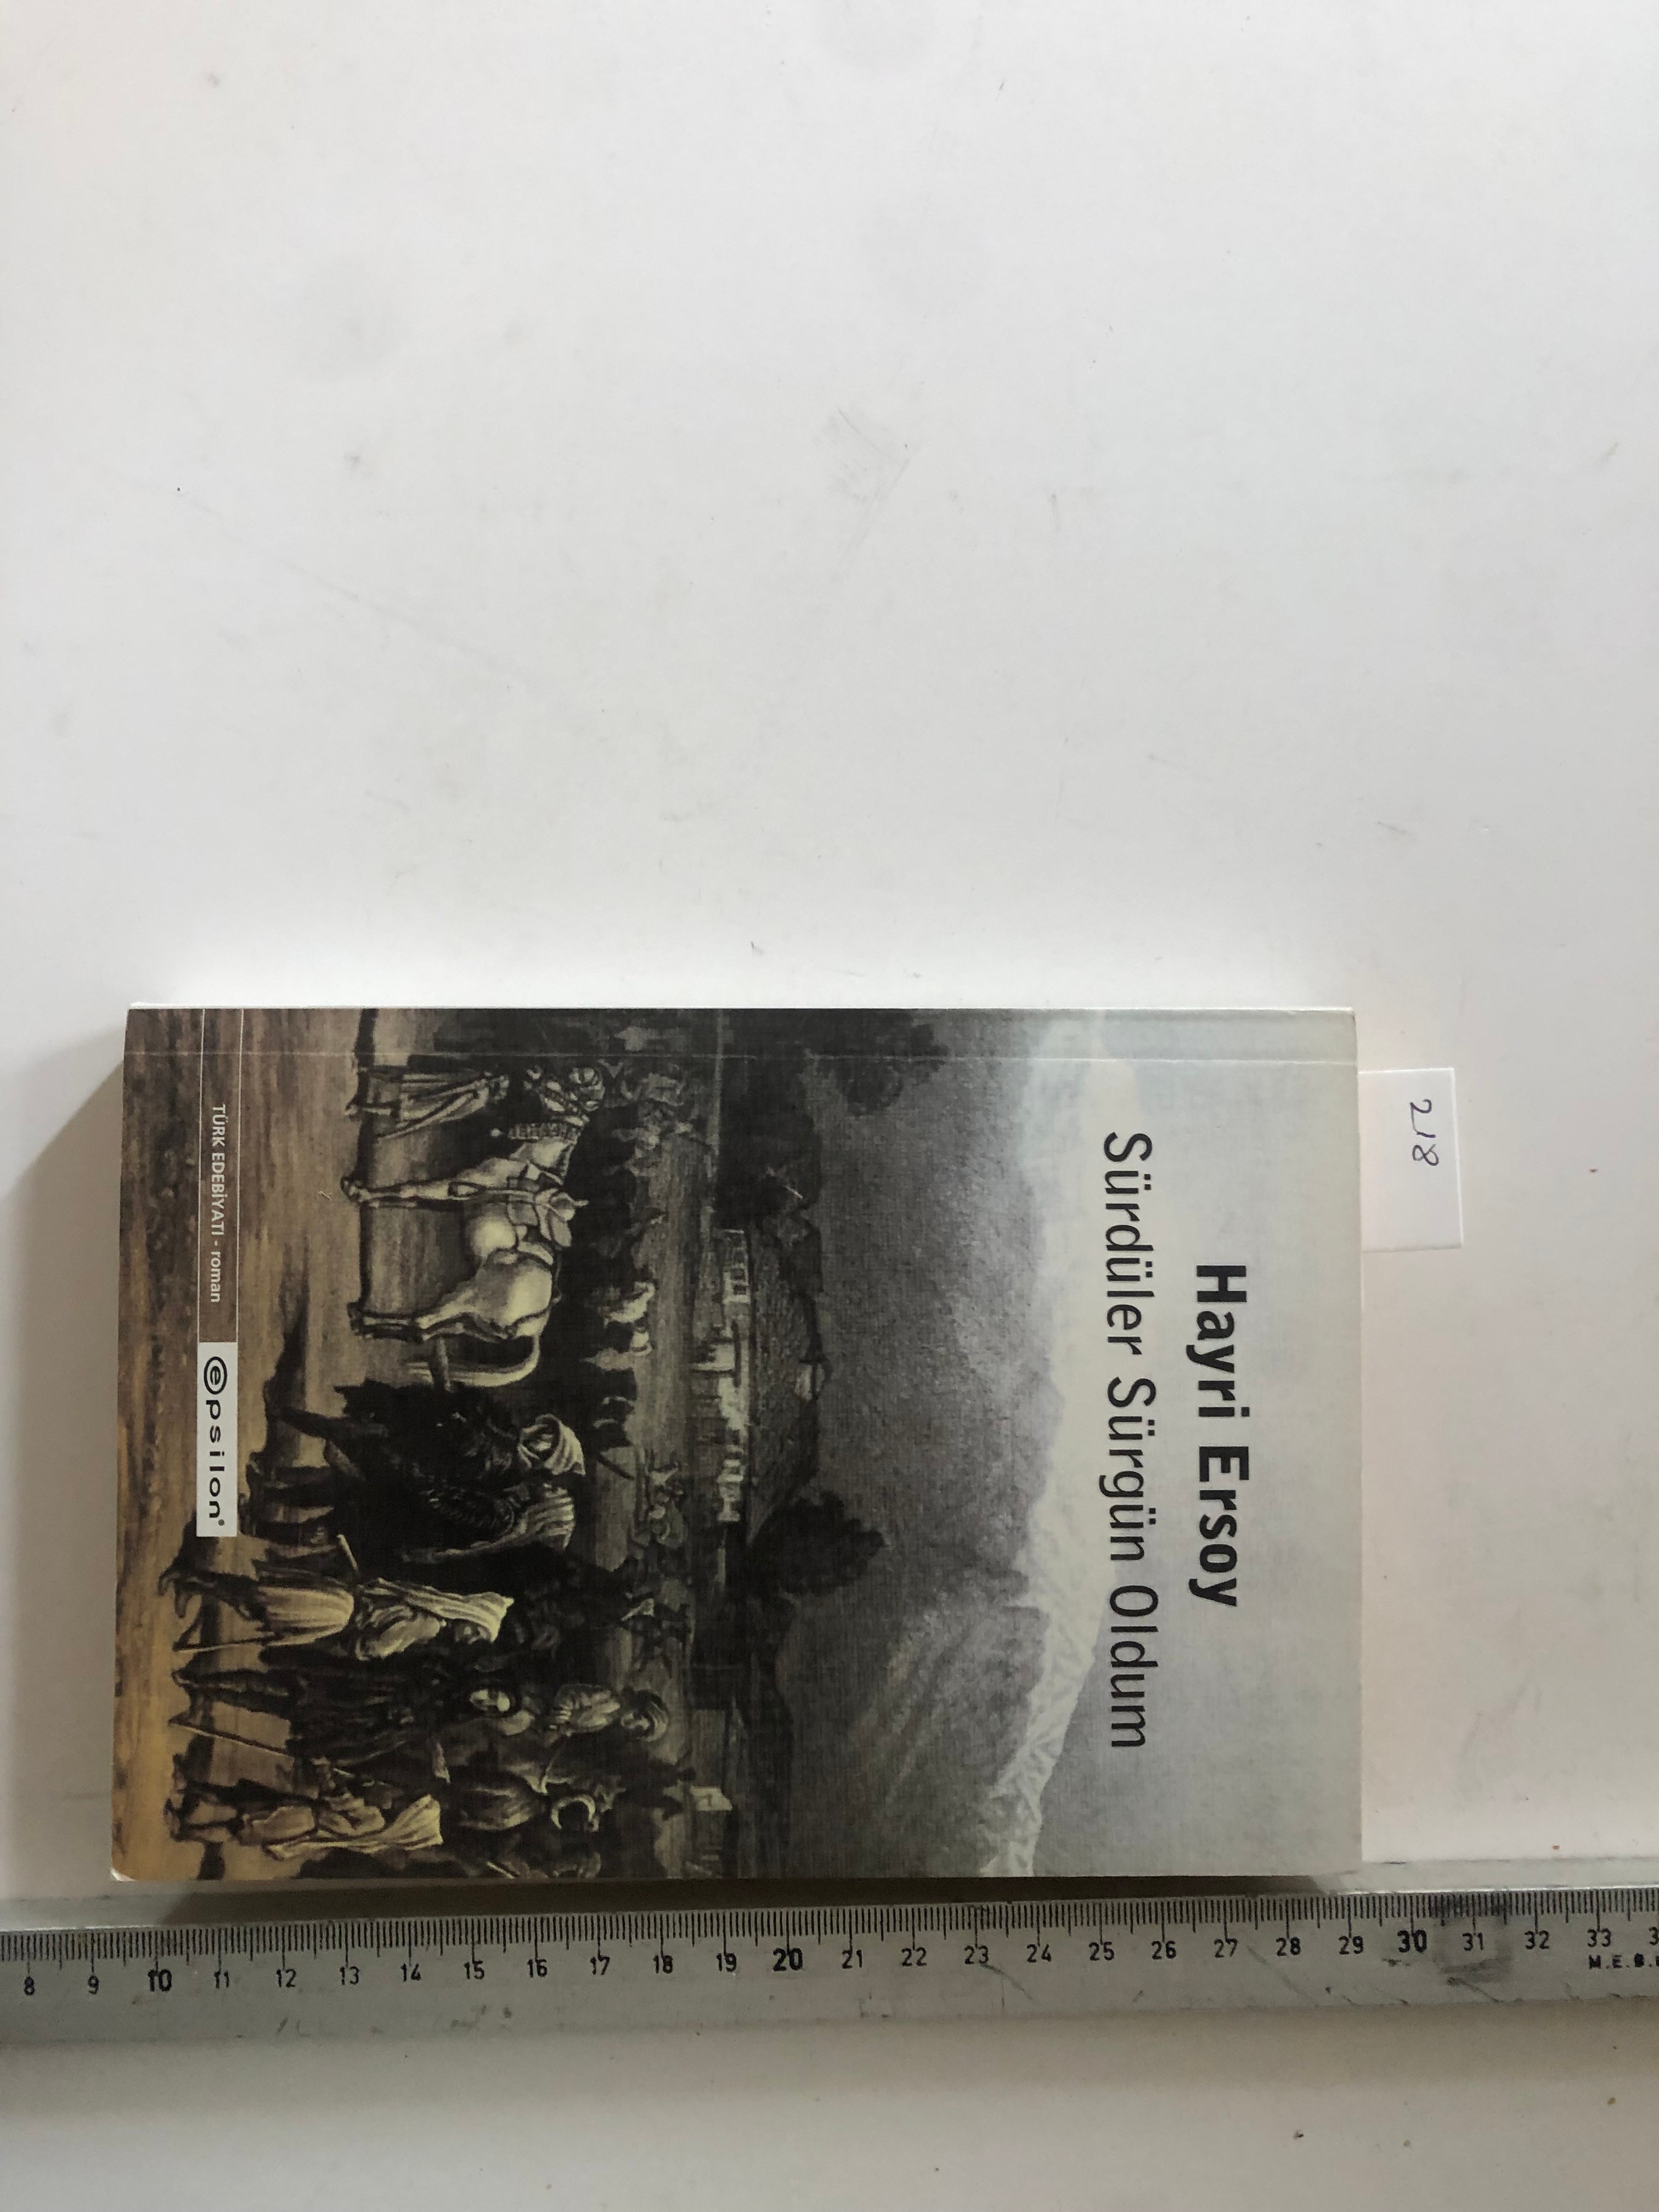 218
Hayri Ersoy
Sürdüler Sürgün Oldum
TÜRK EDEBİYATI - roman
epsilon®
8 9 10 11 12 13 14 15 16 17 18 19 20 21 22 23 24 25 26 27 28 29 30 31 32 33
M.E.B.